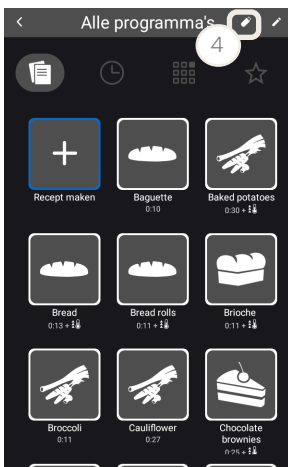 Alle programma's
4
Recept maken
Baguette
0:10
Baked potatoes
0:30 +
Bread
0:13 +
Bread rolls
0:11 +
Brioche
0:11 +
Broccoli
0:11
Cauliflower
0:27
Chocolate
brownies
0:25 +